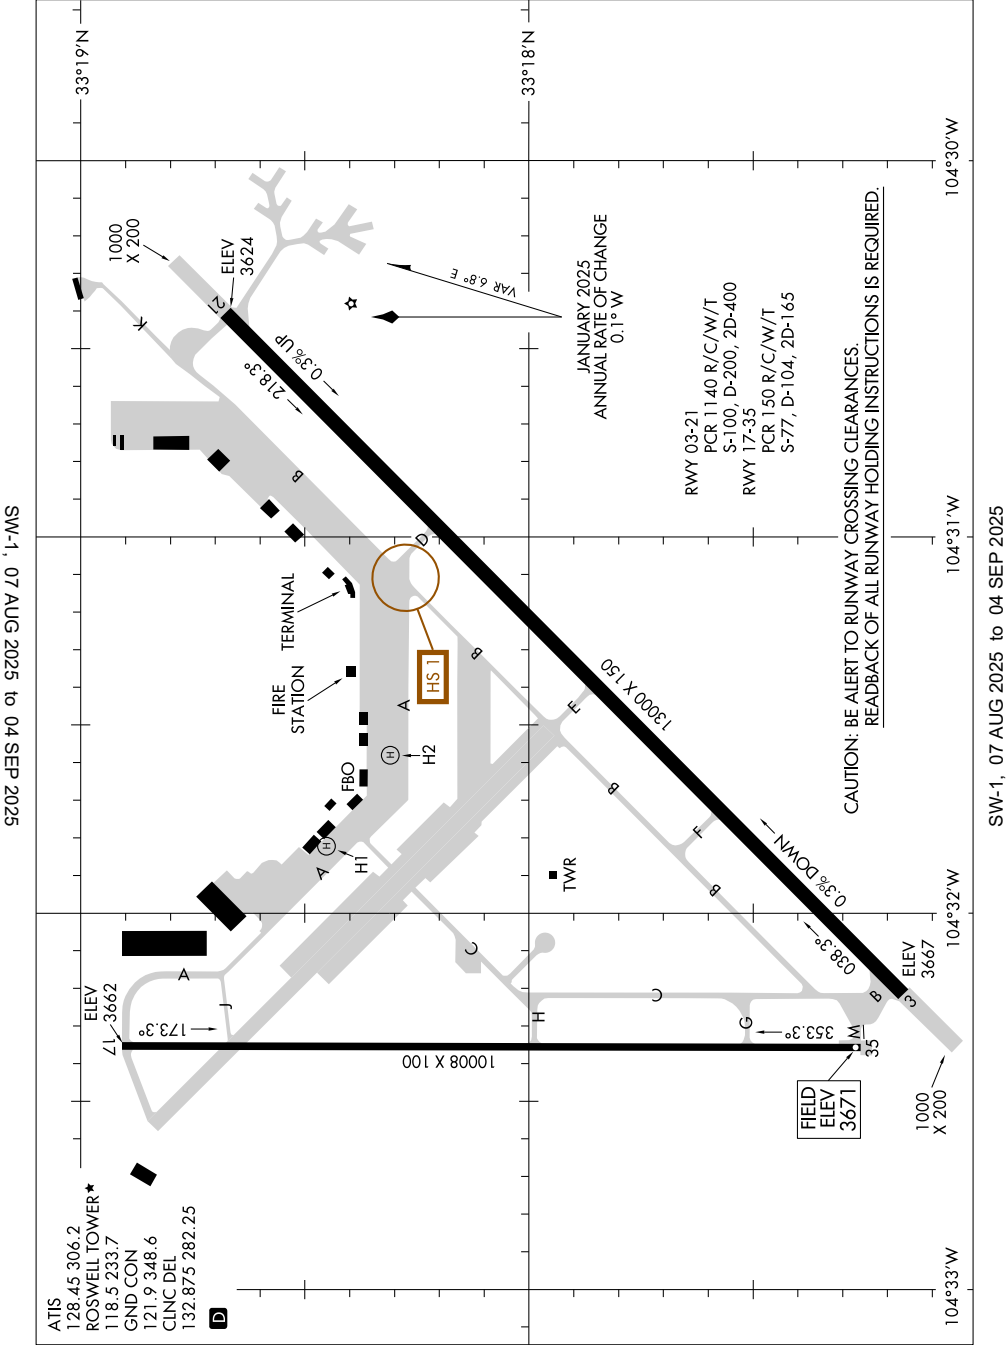 ATIS
128.45 306.2
ROSWELL TOWER★
118.5 233.7
GND CON
121.9 348.6
CLNC DEL
132.875 282.25
D
33°19'N
33°18'N
104°30'W
104°31'W
104°32'W
104°33'W
1000
X 200
ELEV
3624
21
K
218.3°
0.3% UP
VAR 6.8° E
JANUARY 2025
ANNUAL RATE OF CHANGE
0.1° W
RWY 03-21
PCR 1140 R/C/W/T
S-100, D-200, 2D-400
RWY 17-35
PCR 150 R/C/W/T
S-77, D-104, 2D-165
CAUTION: BE ALERT TO RUNWAY CROSSING CLEARANCES.
READBACK OF ALL RUNWAY HOLDING INSTRUCTIONS IS REQUIRED.
B
D
TERMINAL
HS 1
FIRE
STATION
A
B
13000 X 150
E
H
H2
FBO
H
H1
A
B
F
B
TWR
0.3% DOWN
038.3°
ELEV
3667
3
B
C
C
A
J
ELEV
3662
17
173.3°
10008 X 100
H
G
353.3°
M
35
FIELD
ELEV
3671
1000
X 200
SW-1, 07 AUG 2025 to 04 SEP 2025
SW-1, 07 AUG 2025 to 04 SEP 2025